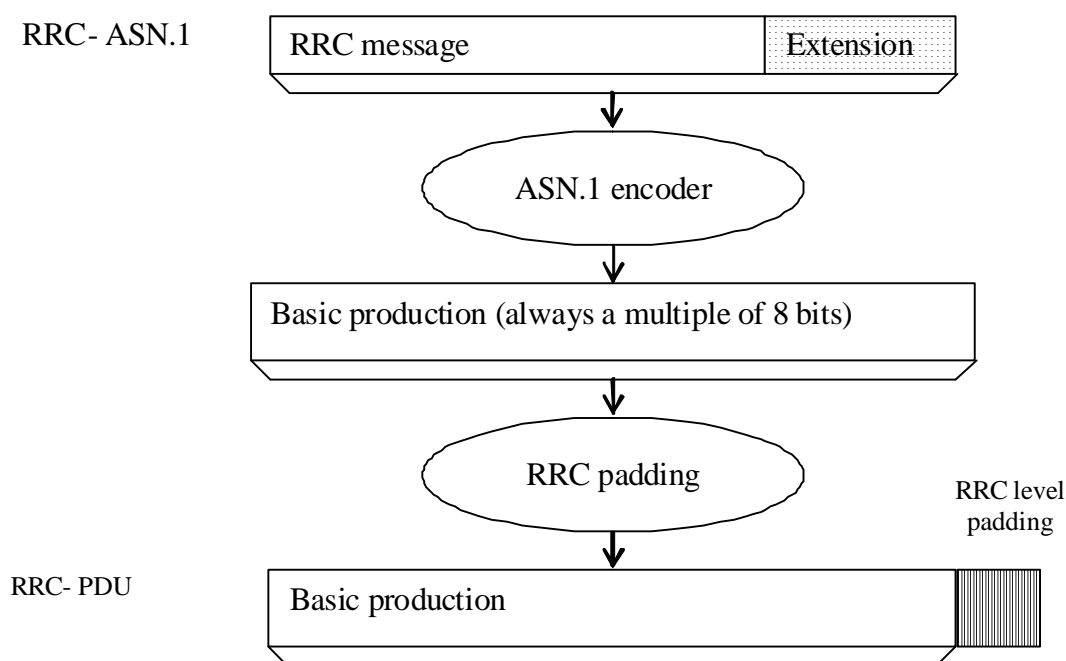 RRC- ASN.1
RRC message
Extension
ASN.1 encoder
Basic production (always a multiple of 8 bits)
RRC padding
RRC level
padding
RRC- PDU
Basic production